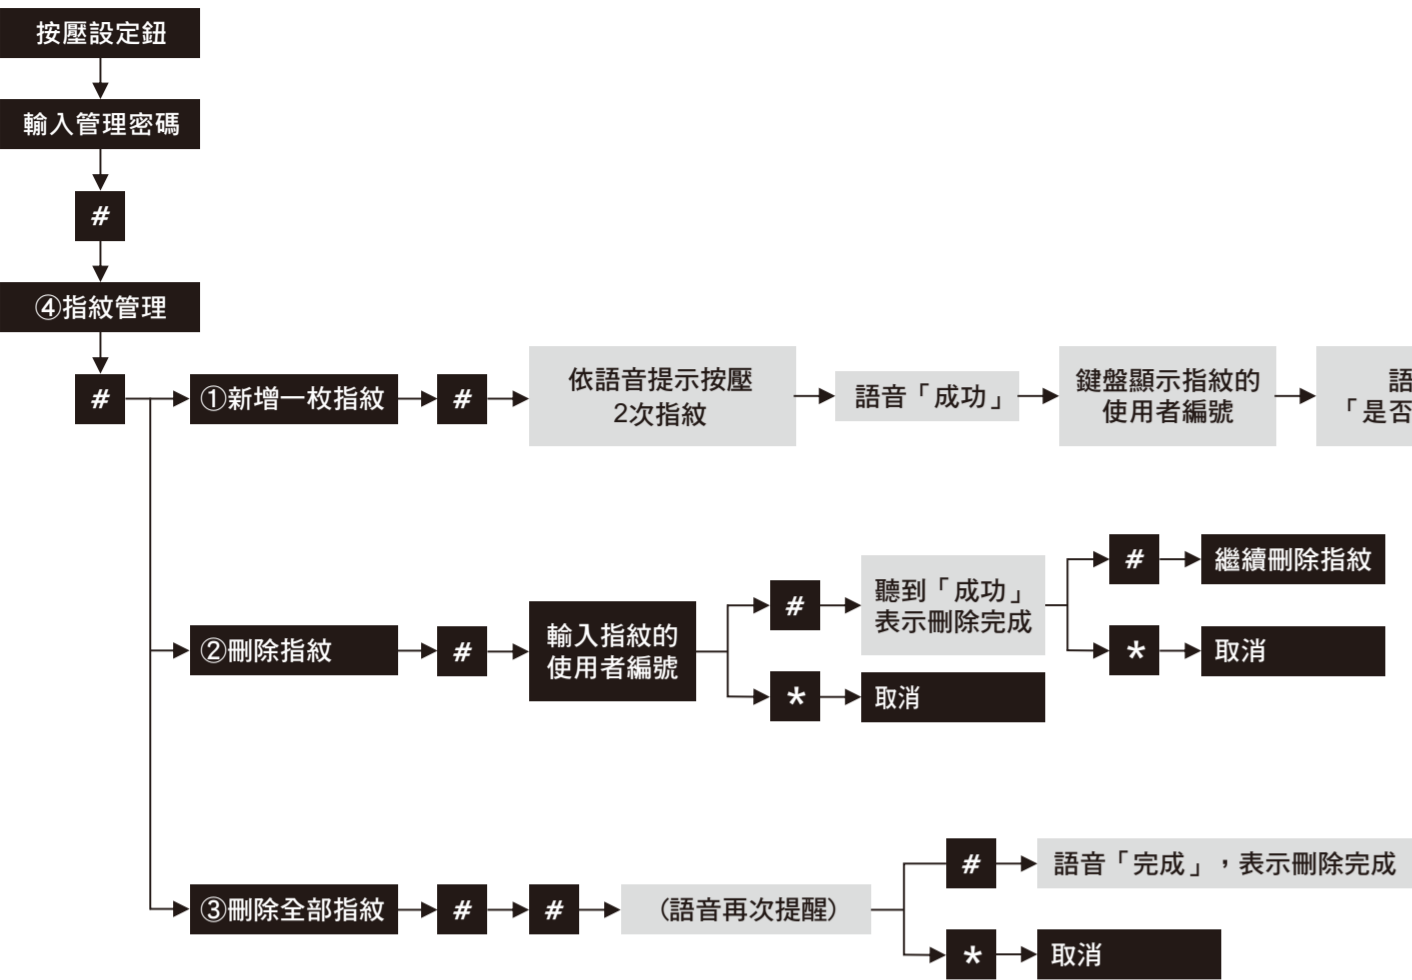 按壓設定鈕
輸入管理密碼
#
④指紋管理
#
①新增一枚指紋
#
依語音提示按壓
2次指紋
語音「成功」
鍵盤顯示指紋的
使用者編號
語
「是否
②刪除指紋
#
輸入指紋的
使用者編號
#
聽到「成功」
表示刪除完成
#
繼續刪除指紋
*
取消
*
取消
③刪除全部指紋
#
#
(語音再次提醒)
#
語音「完成」,表示刪除完成
*
取消